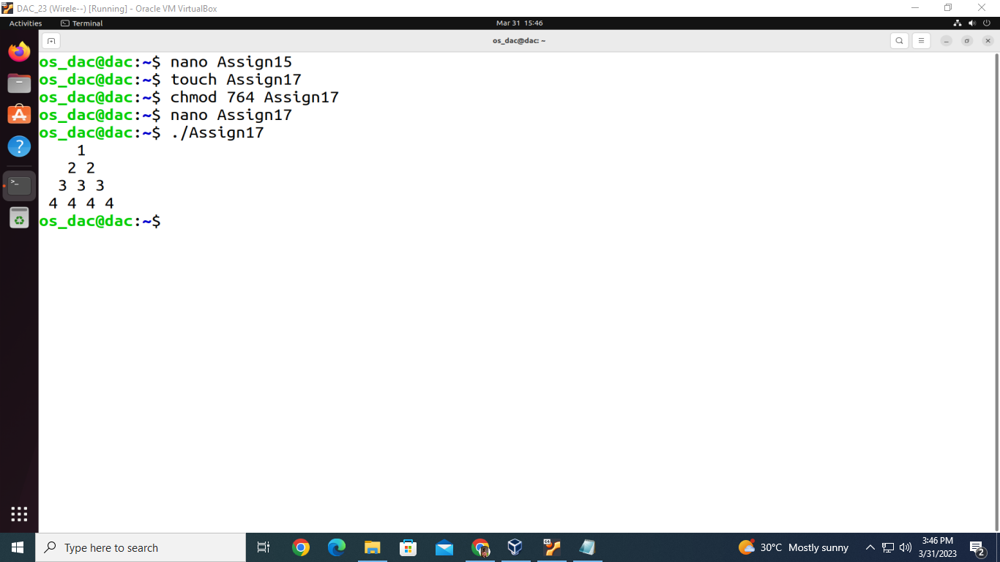 DAC_23 (Wirele--) [Running] - Oracle VM VirtualBox
Activities Terminal Mar 31 15:46
os_dac@dac: ~
os_dac@dac:~$ nano Assign15
os_dac@dac:~$ touch Assign17
os_dac@dac:~$ chmod 764 Assign17
os_dac@dac:~$ nano Assign17
os_dac@dac:~$ ./Assign17
1
2 2
3 3 3
4 4 4 4
os_dac@dac:~$
Type here to search 30°C Mostly sunny 3:46 PM
3/31/2023 2